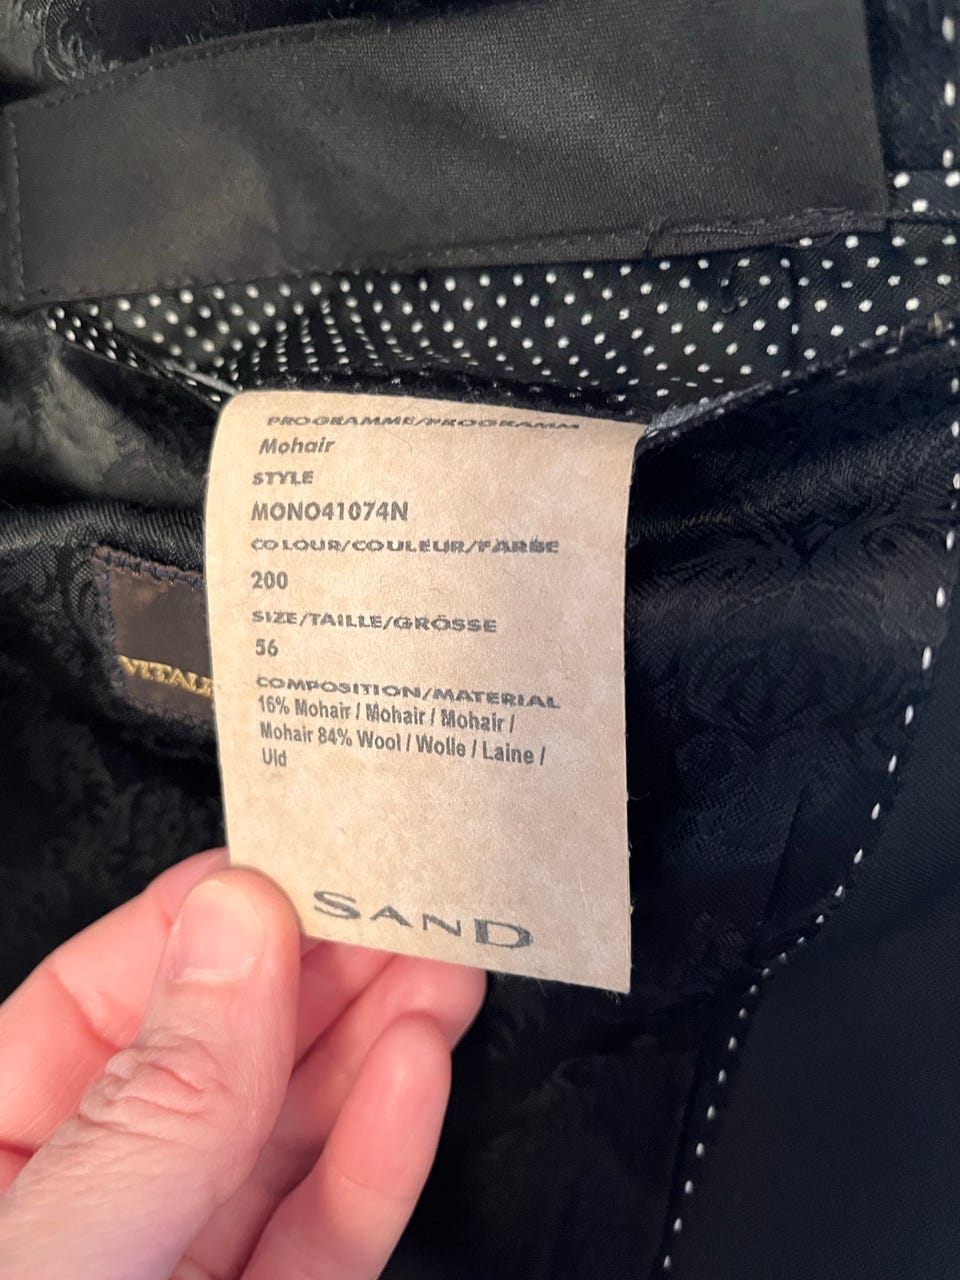 PROGRAMME/PROGRAMM
Mohair
STYLE
MONO41074N
COLOUR/COULEUR/FARBE
200
SIZE/TAILLE/GRÖSSE
56
COMPOSITION/MATERIAL
16% Mohair / Mohair / Mohair /
Mohair 84% Wool / Wolle / Laine /
Uld
SAND